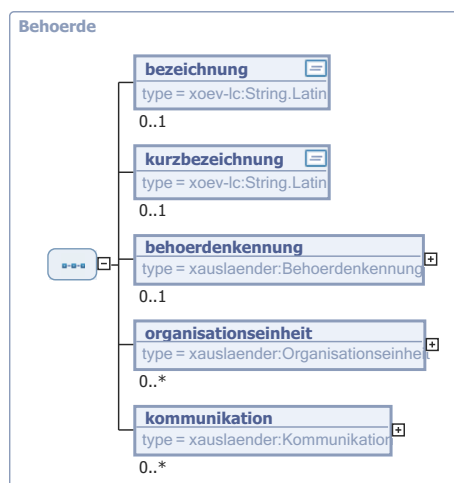 Behoerde
bezeichnung
type = xoev-lc:String.Latin
0..1
kurzbezeichnung
type = xoev-lc:String.Latin
0..1
behoerdenkennung
type = xauslaender:Behoerdenkennung
0..1
organisationseinheit
type = xauslaender:Organisationseinheit
0..*
kommunikation
type = xauslaender:Kommunikation
0..*